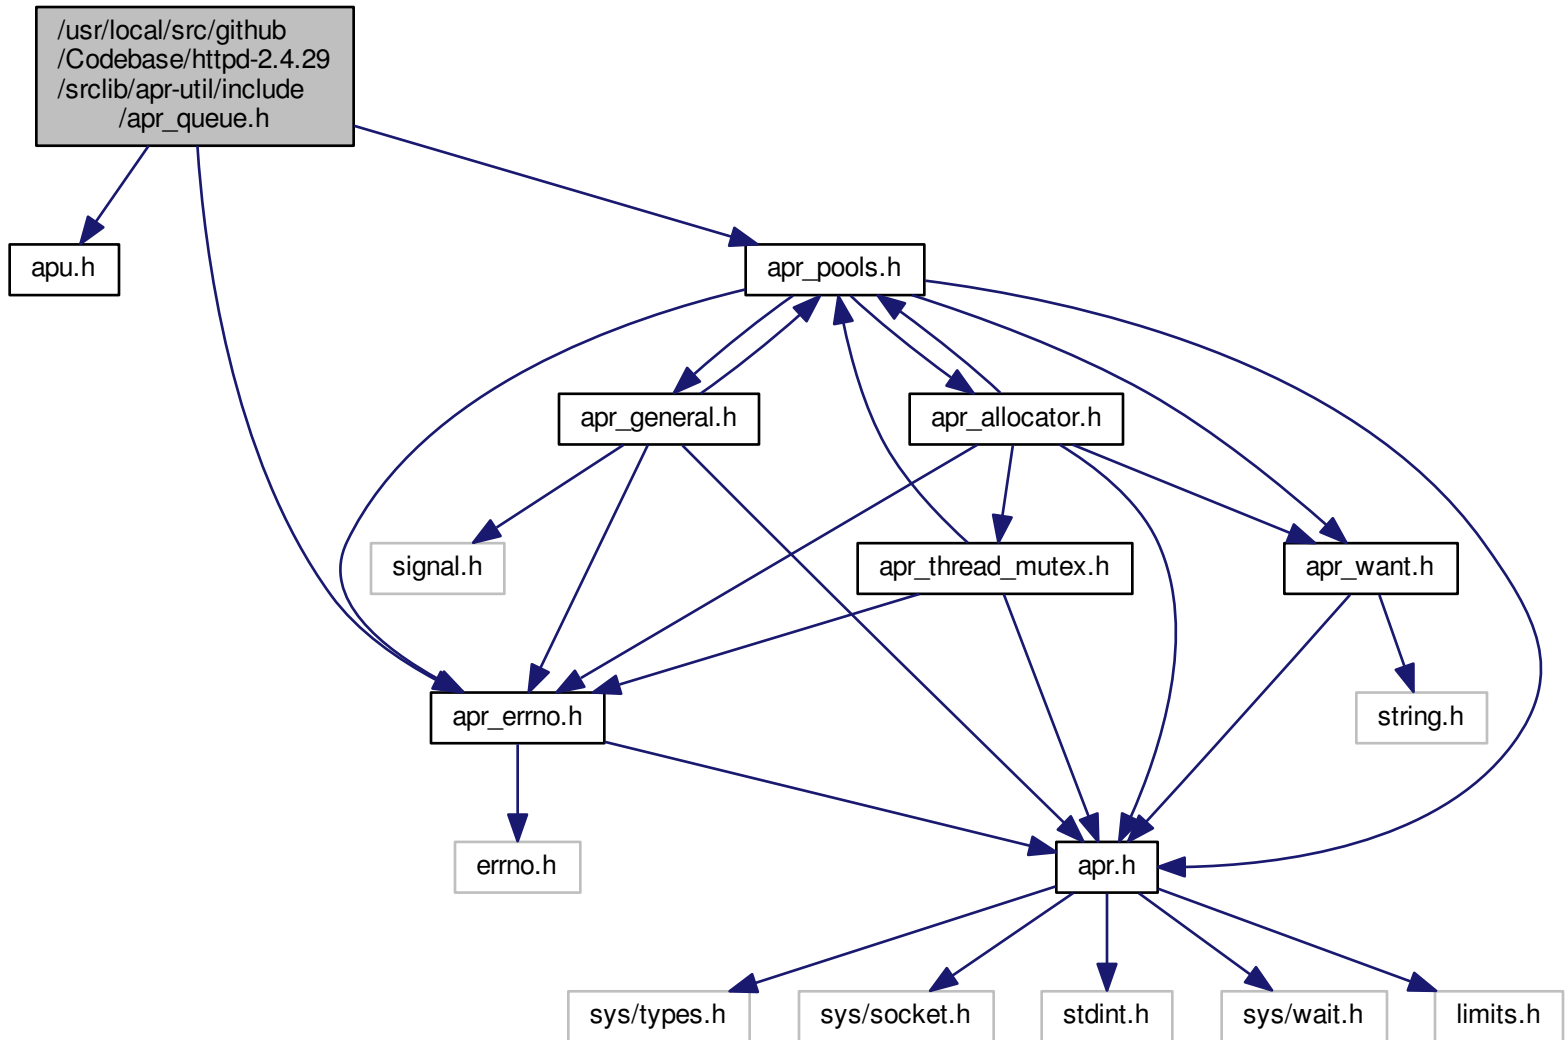 /usr/local/src/github
/Codebase/httpd-2.4.29
/srclib/apr-util/include
/apr_queue.h
apu.h
apr_pools.h
apr_general.h
apr_allocator.h
signal.h
apr_thread_mutex.h
apr_want.h
apr_errno.h
string.h
errno.h
apr.h
sys/types.h
sys/socket.h
stdint.h
sys/wait.h
limits.h